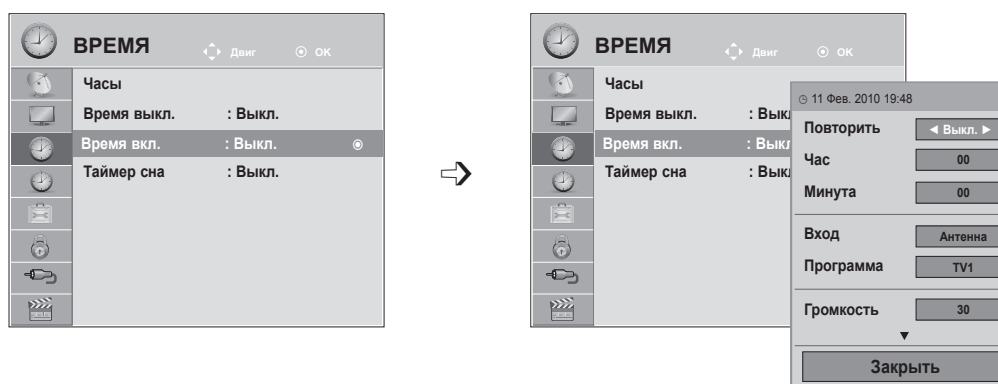 ВРЕМЯ
Двиг
ОК
Часы
Время выкл. : Выкл.
Время вкл. : Выкл.
Таймер сна : Выкл.
ВРЕМЯ
Двиг
ОК
Часы
Время выкл. : Выкл
Время вкл. : Выкл
Таймер сна : Выкл
11 Фев. 2010 19:48
Повторить ◄ Выкл. ►
Час 00
Минута 00
Вход Антенна
Программа TV1
Громкость 30
▼
Закрыть